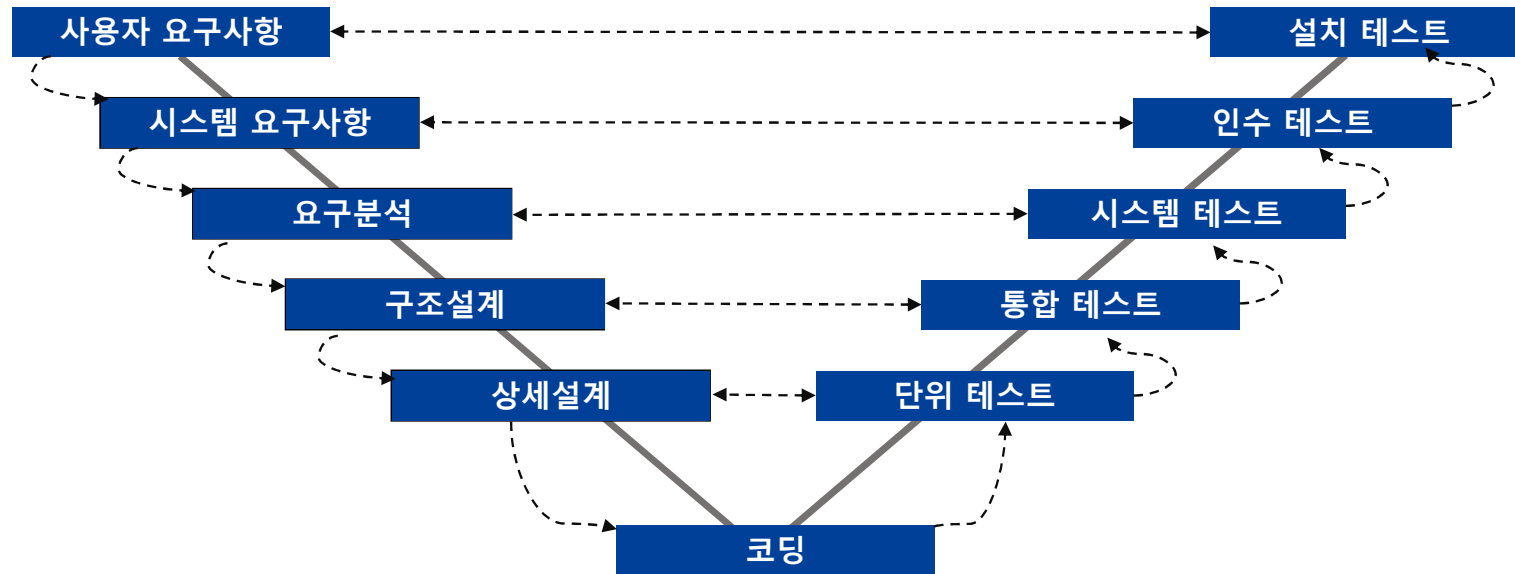 사용자 요구사항
설치 테스트
시스템 요구사항
인수 테스트
요구분석
시스템 테스트
구조설계
통합 테스트
상세설계
단위 테스트
코딩